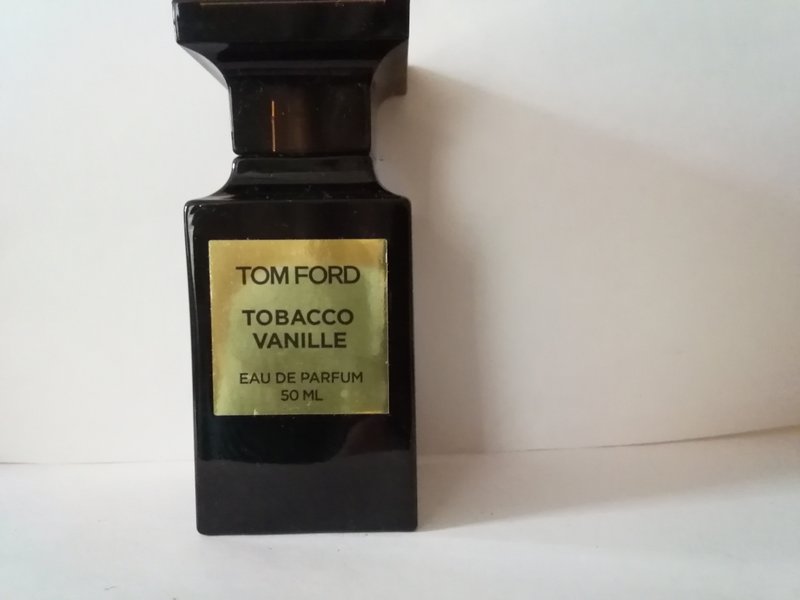 TOM FORD
TOBACCO
VANILLE
EAU DE PARFUM
50 ML